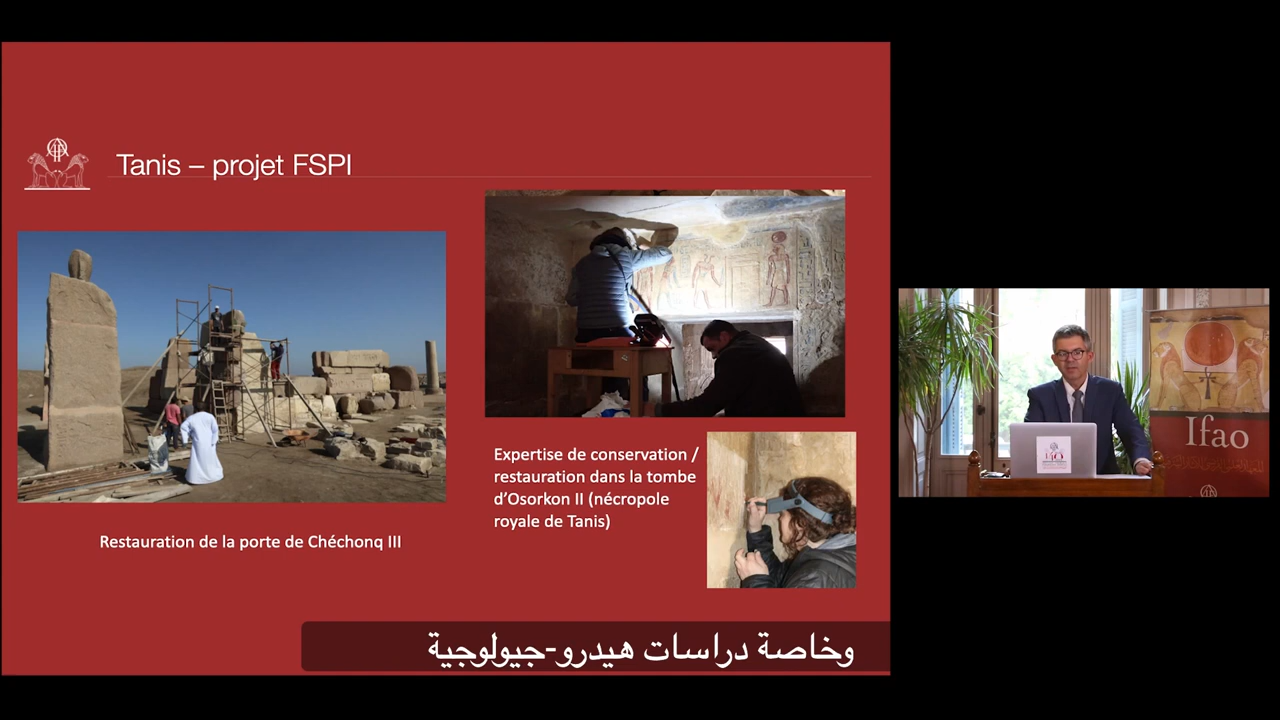 Tanis – projet FSPI
Restauration de la porte de Chéchonq III
Expertise de conservation /
restauration dans la tombe
d’Osorkon II (nécropole
royale de Tanis)
وخاصة دراسات هيدرو-جيولوجية
Ifao